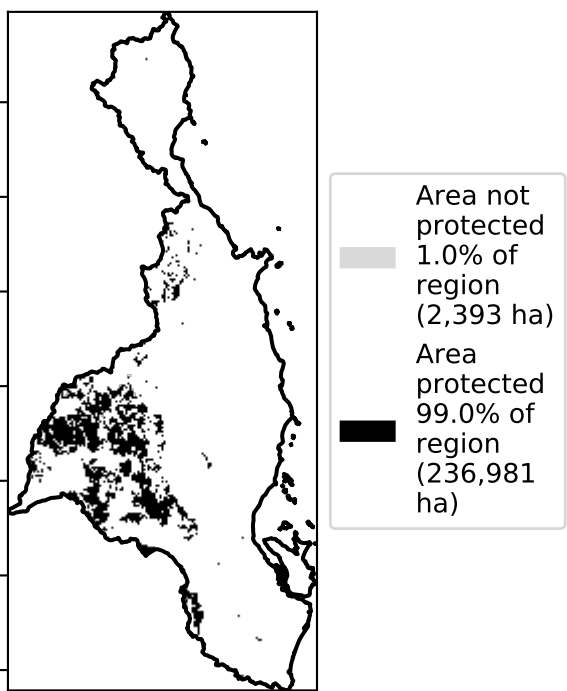 Area not
protected
1.0% of
region
(2,393 ha)
Area
protected
99.0% of
region
(236,981
ha)